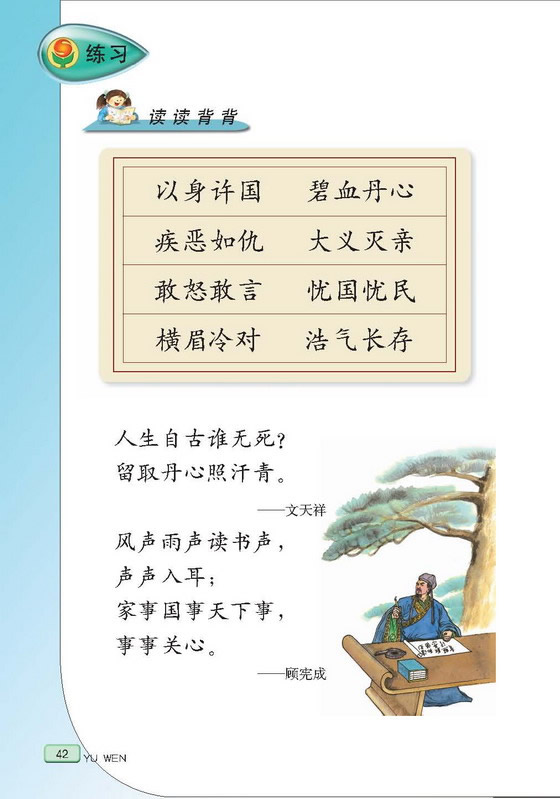 练习
读读背背
以身许国 碧血丹心
疾恶如仇 大义灭亲
敢怒敢言 忧国忧民
横眉冷对 浩气长存
人生自古谁无死?
留取丹心照汗青。
——文天祥
风声雨声读书声,
声声入耳;
家事国事天下事,
事事关心。
——顾完成
42
YU WEN